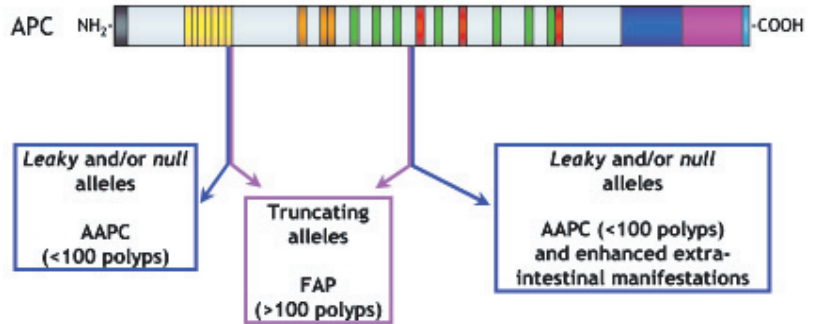 APC NH₂- -COOH
Leaky and/or null
alleles
AAPC
(<100 polyps)
Truncating
alleles
FAP
(>100 polyps)
Leaky and/or null
alleles
AAPC (<100 polyps)
and enhanced extra-
intestinal manifestations